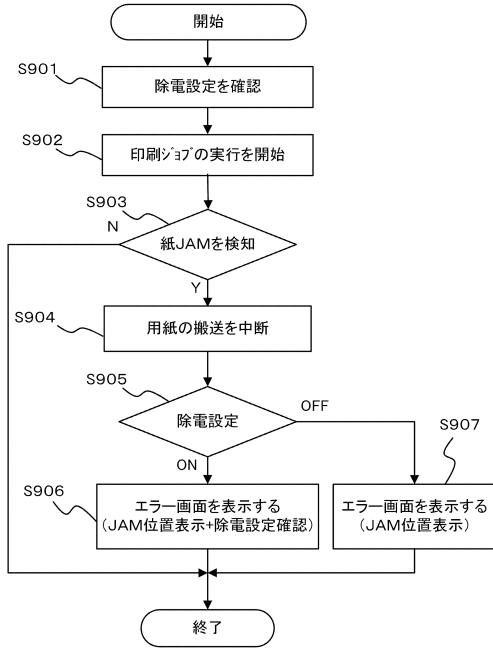 開始
S901
除電設定を確認
S902
印刷ｼﾞｮﾌﾞの実行を開始
S903
N
紙JAMを検知
Y
S904
用紙の搬送を中断
S905
除電設定
OFF
S907
ON
S906
エラー画面を表示する
(JAM位置表示+除電設定確認)
エラー画面を表示する
(JAM位置表示)
終了